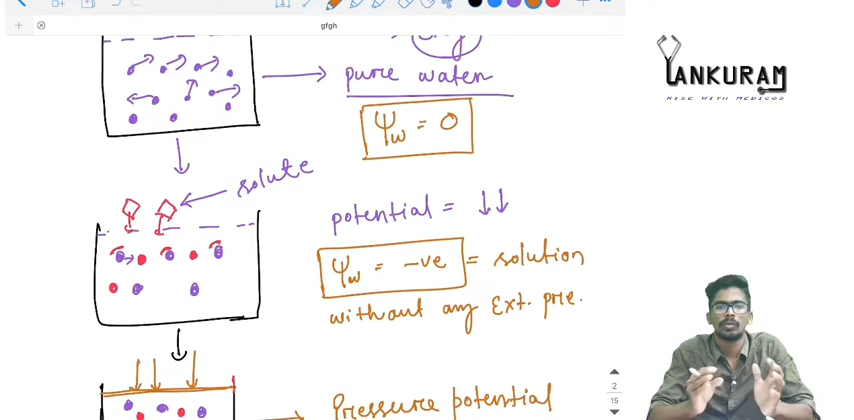 gfgh
pure water
Ψw = 0
solute
potential = ↓↓
Ψw = -ve = solution
without any Ext. pre.
Pressure potential
YANKURAM
RISE WITH MEDICOS
2
15